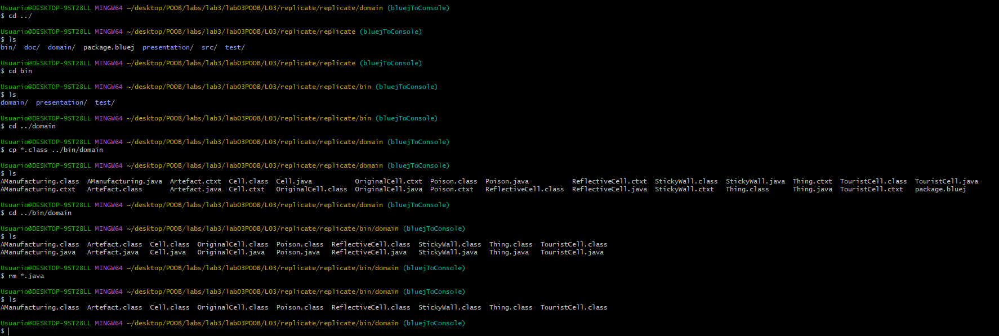 Usuario@DESKTOP-9ST28LL MINGW64 ~/desktop/POOB/labs/lab3/lab03POOB/LO3/replicate/replicate/domain (bluejToConsole)
$ cd ../
Usuario@DESKTOP-9ST28LL MINGW64 ~/desktop/POOB/labs/lab3/lab03POOB/LO3/replicate/replicate (bluejToConsole)
$ ls
bin/  doc/  domain/  package.bluej  presentation/  src/  test/
Usuario@DESKTOP-9ST28LL MINGW64 ~/desktop/POOB/labs/lab3/lab03POOB/LO3/replicate/replicate (bluejToConsole)
$ cd bin
Usuario@DESKTOP-9ST28LL MINGW64 ~/desktop/POOB/labs/lab3/lab03POOB/LO3/replicate/replicate/bin (bluejToConsole)
$ ls
domain/  presentation/  test/
Usuario@DESKTOP-9ST28LL MINGW64 ~/desktop/POOB/labs/lab3/lab03POOB/LO3/replicate/replicate/bin (bluejToConsole)
$ cd ../domain
Usuario@DESKTOP-9ST28LL MINGW64 ~/desktop/POOB/labs/lab3/lab03POOB/LO3/replicate/replicate/domain (bluejToConsole)
$ cp *.class ../bin/domain
Usuario@DESKTOP-9ST28LL MINGW64 ~/desktop/POOB/labs/lab3/lab03POOB/LO3/replicate/replicate/domain (bluejToConsole)
$ ls
AManufacturing.class  AManufacturing.java  Artefact.ctxt  Cell.class  Cell.java  OriginalCell.ctxt  Poison.class  Poison.java  ReflectiveCell.ctxt  StickyWall.class  StickyWall.java  Thing.ctxt  TouristCell.class  TouristCell.java
AManufacturing.ctxt  Artefact.class  Artefact.java  Cell.ctxt  OriginalCell.class  OriginalCell.java  Poison.ctxt  ReflectiveCell.class  ReflectiveCell.java  StickyWall.ctxt  Thing.class  Thing.java  TouristCell.ctxt  package.bluej
Usuario@DESKTOP-9ST28LL MINGW64 ~/desktop/POOB/labs/lab3/lab03POOB/LO3/replicate/replicate/domain (bluejToConsole)
$ cd ../bin/domain
Usuario@DESKTOP-9ST28LL MINGW64 ~/desktop/POOB/labs/lab3/lab03POOB/LO3/replicate/replicate/bin/domain (bluejToConsole)
$ ls
AManufacturing.class  Artefact.class  Cell.class  OriginalCell.class  Poison.class  ReflectiveCell.class  StickyWall.class  Thing.class  TouristCell.class
AManufacturing.java  Artefact.java  Cell.java  OriginalCell.java  Poison.java  ReflectiveCell.java  StickyWall.java  Thing.java  TouristCell.java
Usuario@DESKTOP-9ST28LL MINGW64 ~/desktop/POOB/labs/lab3/lab03POOB/LO3/replicate/replicate/bin/domain (bluejToConsole)
$ rm *.java
Usuario@DESKTOP-9ST28LL MINGW64 ~/desktop/POOB/labs/lab3/lab03POOB/LO3/replicate/replicate/bin/domain (bluejToConsole)
$ ls
AManufacturing.class  Artefact.class  Cell.class  OriginalCell.class  Poison.class  ReflectiveCell.class  StickyWall.class  Thing.class  TouristCell.class
Usuario@DESKTOP-9ST28LL MINGW64 ~/desktop/POOB/labs/lab3/lab03POOB/LO3/replicate/replicate/bin/domain (bluejToConsole)
$